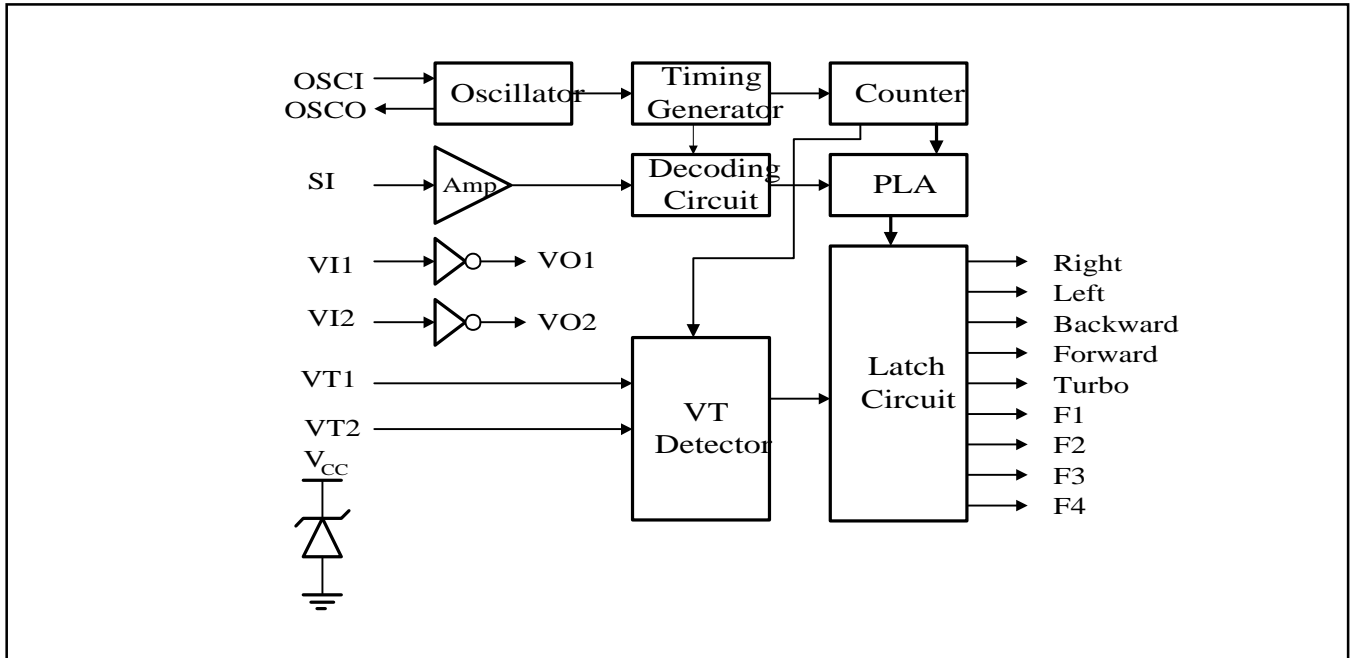 OSCI
OSCO
Oscillator
Timing
Generator
Counter
SI
Amp
Decoding
Circuit
PLA
VI1
VO1
VI2
VO2
VT1
VT2
VT
Detector
Latch
Circuit
Right
Left
Backward
Forward
Turbo
F1
F2
F3
F4
VCC